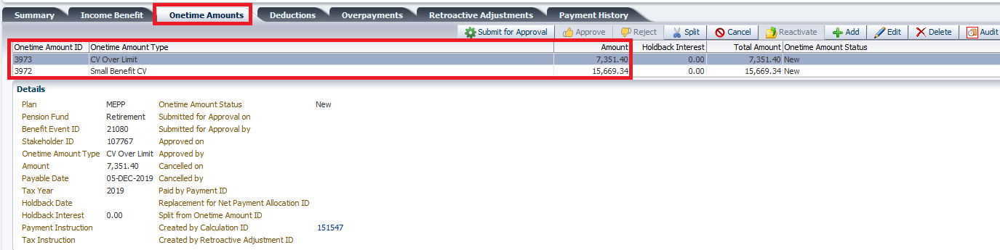 Summary Income Benefit Onetime Amounts Deductions Overpayments Retroactive Adjustments Payment History
Submit for Approval Approve Reject Split Cancel Reactivate Add Edit Delete Audit
Onetime Amount ID Onetime Amount Type Amount Holdback Interest Total Amount Onetime Amount Status
3973 CV Over Limit 7,351.40 0.00 7,351.40 New
3972 Small Benefit CV 15,669.34 0.00 15,669.34 New
Details
Plan MEPP Onetime Amount Status New
Pension Fund Retirement Submitted for Approval on
Benefit Event ID 21080 Submitted for Approval by
Stakeholder ID 107767 Approved on
Onetime Amount Type CV Over Limit Approved by
Amount 7,351.40 Cancelled on
Payable Date 05-DEC-2019 Cancelled by
Tax Year 2019 Paid by Payment ID
Holdback Date Replacement for Net Payment Allocation ID
Holdback Interest 0.00 Split from Onetime Amount ID
Payment Instruction Created by Calculation ID 151547
Tax Instruction Created by Retroactive Adjustment ID